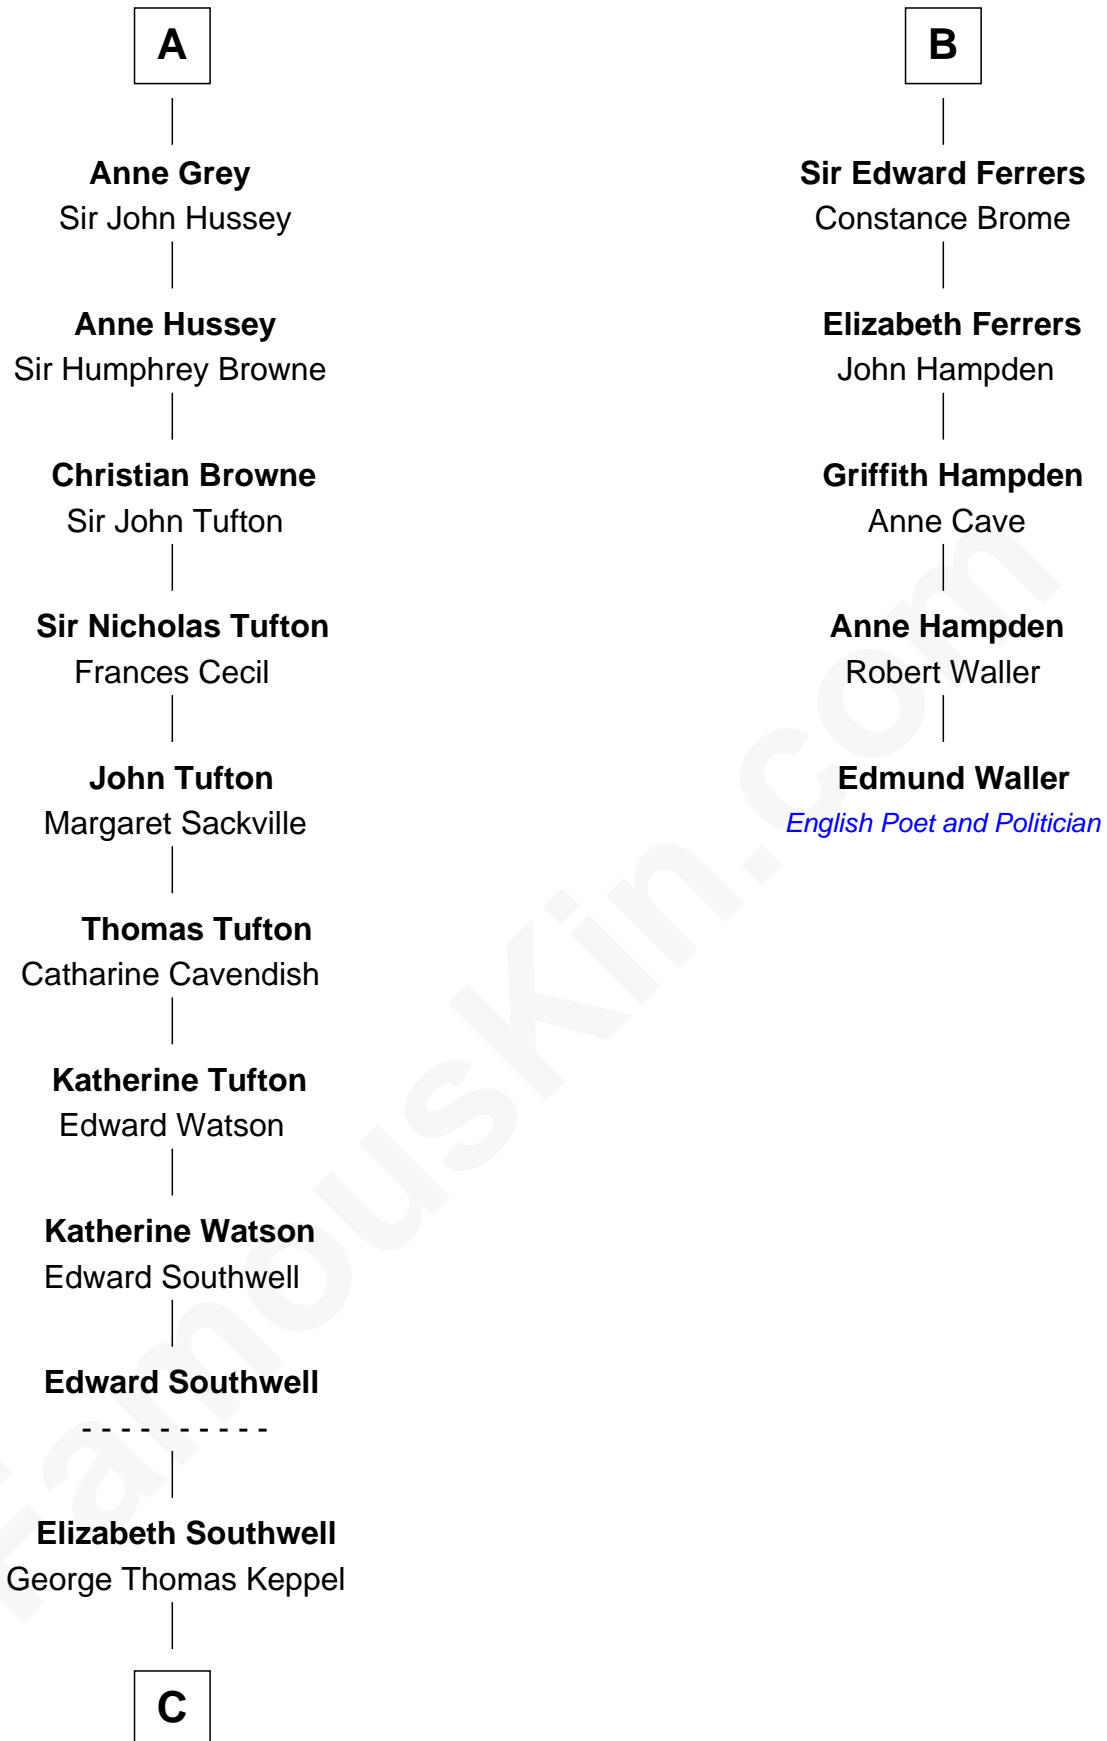 A
Anne Grey
Sir John Hussey
Anne Hussey
Sir Humphrey Browne
Christian Browne
Sir John Tufton
Sir Nicholas Tufton
Frances Cecil
John Tufton
Margaret Sackville
Thomas Tufton
Catharine Cavendish
Katherine Tufton
Edward Watson
Katherine Watson
Edward Southwell
Edward Southwell
- - - - - - - - - -
Elizabeth Southwell
George Thomas Keppel
C
B
Sir Edward Ferrers
Constance Brome
Elizabeth Ferrers
John Hampden
Griffith Hampden
Anne Cave
Anne Hampden
Robert Waller
Edmund Waller
English Poet and Politician
FamousKin.com